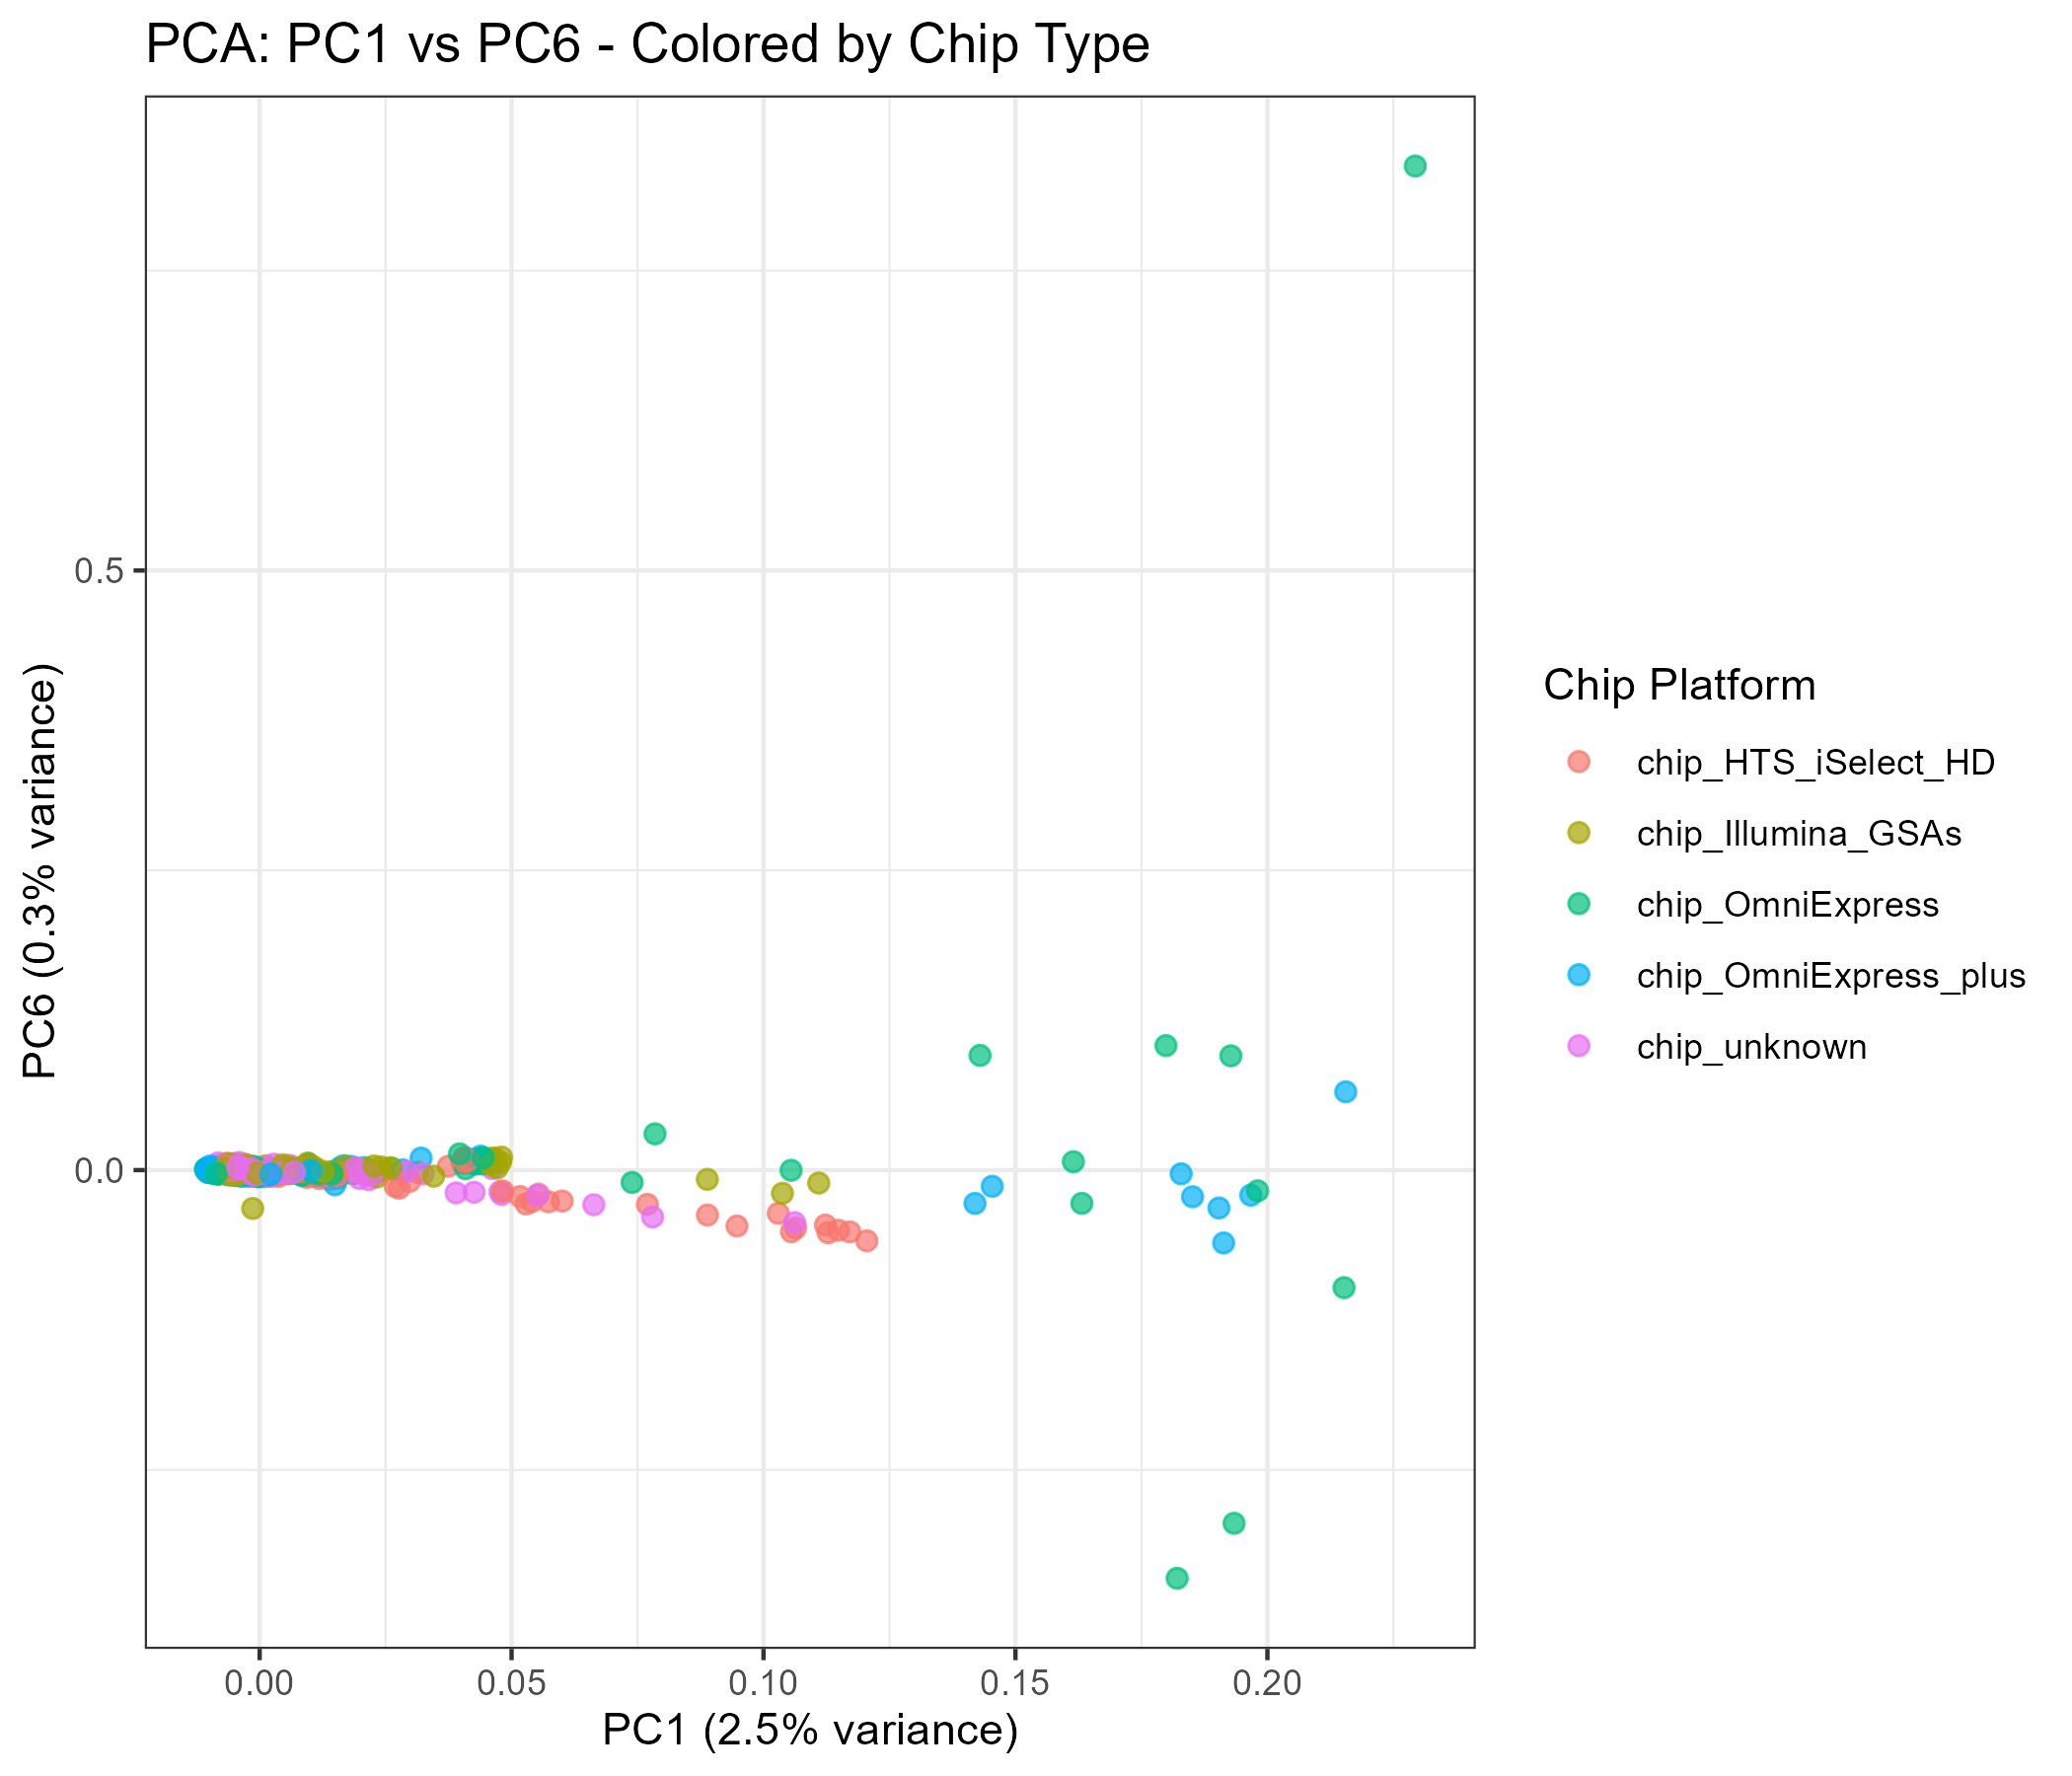 PCA: PC1 vs PC6 - Colored by Chip Type
PC6 (0.3% variance)
0.5
0.0
0.00 0.05 0.10 0.15 0.20
PC1 (2.5% variance)
Chip Platform
chip_HTS_iSelect_HD
chip_Illumina_GSAs
chip_OmniExpress
chip_OmniExpress_plus
chip_unknown